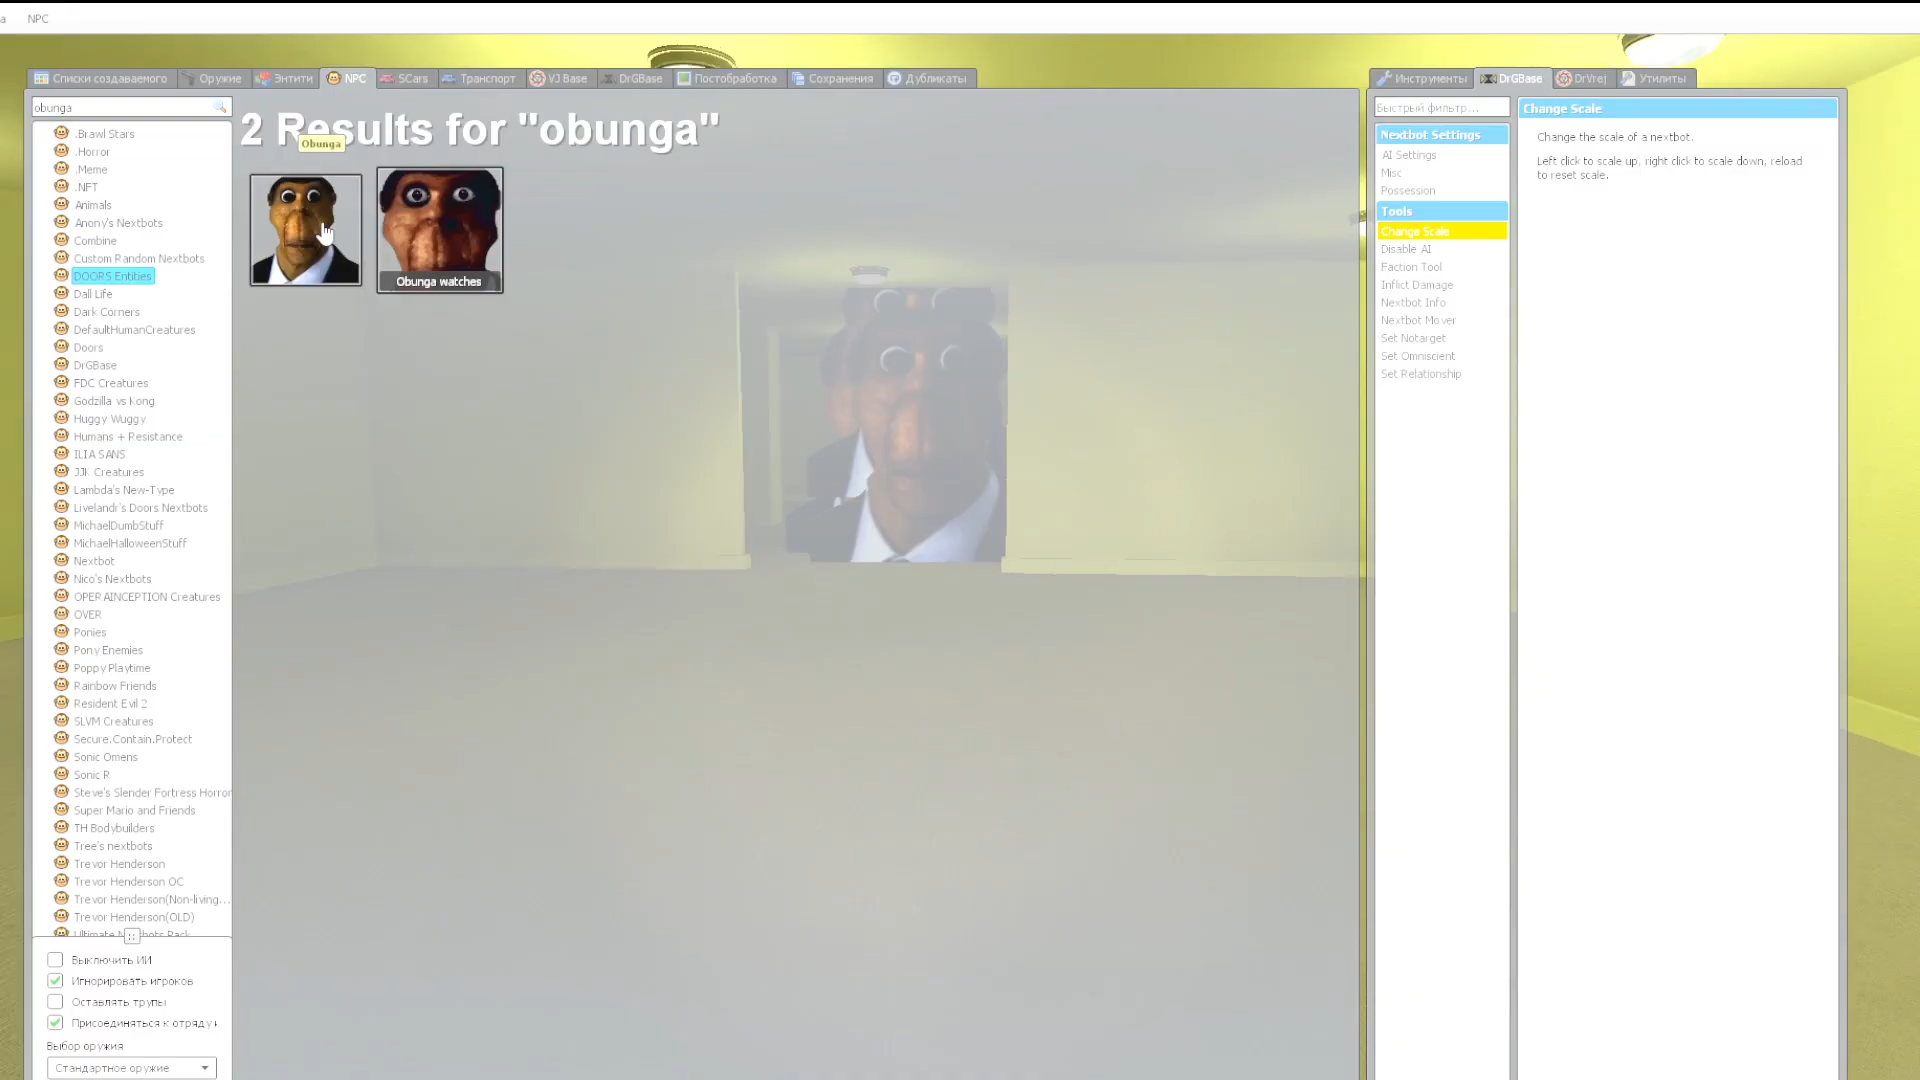 NPC
Списки создаваемого
Оружие
Энтити
NPC
SCars
Транспорт
VJ Base
DrGBase
Постобработка
Сохранения
Дубликаты
obunga
2 Results for "obunga"
Obunga
Obunga watches
.Brawl Stars
.Horror
.Meme
.NFT
Animals
Anony's Nextbots
Combine
Custom Random Nextbots
DOORS Entities
Dall Life
Dark Corners
DefaultHumanCreatures
Doors
DrGBase
FDC Creatures
Godzilla vs Kong
Huggy Wuggy
Humans + Resistance
ILIA SANS
JJK Creatures
Lambda's New-Type
Livelandr's Doors Nextbots
MichaelDumbStuff
MichaelHalloweenStuff
Nextbot
Nico's Nextbots
OPERAINCEPTION Creatures
OVER
Ponies
Pony Enemies
Poppy Playtime
Rainbow Friends
Resident Evil 2
SLVM Creatures
Secure.Contain.Protect
Sonic Omens
Sonic R
Steve's Slender Fortress Horror
Super Mario and Friends
TH Bodybuilders
Tree's nextbots
Trevor Henderson
Trevor Henderson OC
Trevor Henderson(Non-living...
Trevor Henderson(OLD)
Выключить ИИ
Игнорировать игроков
Оставлять трупы
Присоединяться к отряду
Выбор оружия
Стандартное оружие
Инструменты
DrGBase
DrVrej
Утилиты
Быстрый фильтр...
Nextbot Settings
AI Settings
Misc
Possession
Tools
Change Scale
Disable AI
Faction Tool
Inflict Damage
Nextbot Info
Nextbot Mover
Set Notarget
Set Omniscient
Set Relationship
Change Scale
Change the scale of a nextbot.
Left click to scale up, right click to scale down, reload
to reset scale.